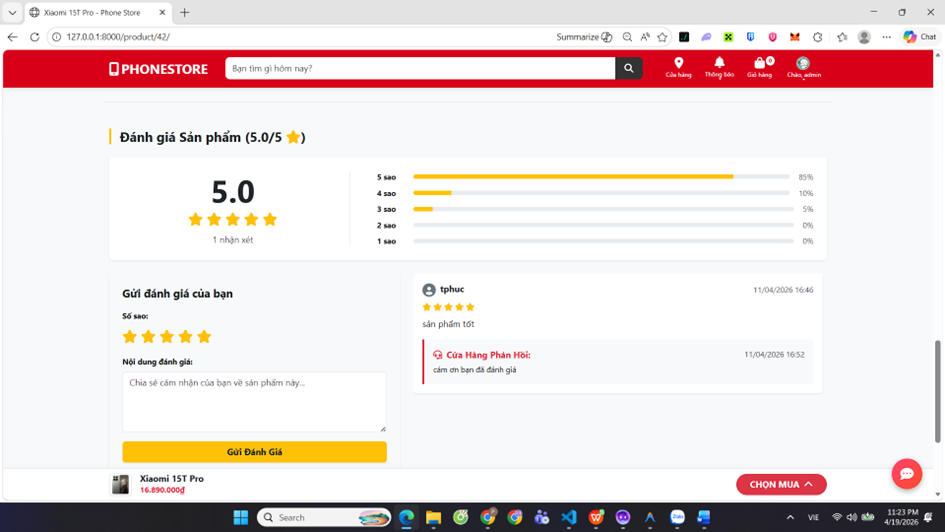 Xiaomi 15T Pro - Phone Store
127.0.0.1:8000/product/42/
Summarize
Chat
PHONESTORE
Bạn tìm gì hôm nay?
Cửa hàng
Thông báo
0
Giỏ hàng
Chào, admin
Đánh giá Sản phẩm (5.0/5 ⭐)
5.0
1 nhận xét
5 sao 85%
4 sao 10%
3 sao 5%
2 sao 0%
1 sao 0%
Gửi đánh giá của bạn
Số sao:
Nội dung đánh giá:
Chia sẻ cảm nhận của bạn về sản phẩm này...
Gửi Đánh Giá
tphuc 11/04/2026 16:46
sản phẩm tốt
Cửa Hàng Phản Hồi: 11/04/2026 16:52
cám ơn bạn đã đánh giá
Xiaomi 15T Pro
16.890.000₫
CHỌN MUA
Search
VIE
11:23 PM
4/19/2026